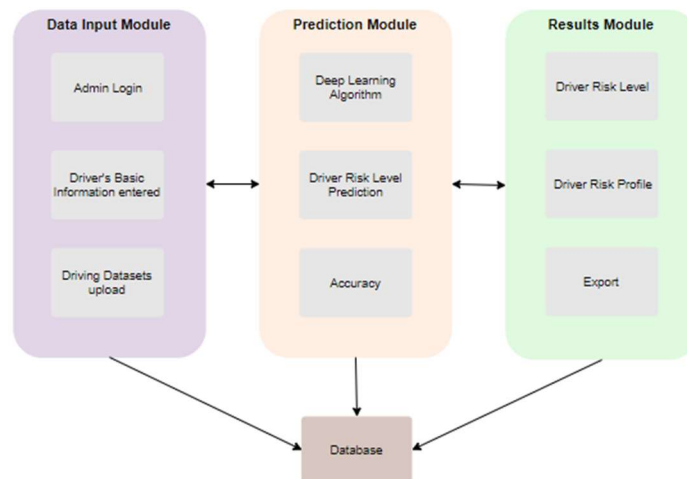 Data Input Module
Admin Login
Driver's Basic
Information entered
Driving Datasets
upload
Prediction Module
Deep Learning
Algorithm
Driver Risk Level
Prediction
Accuracy
Results Module
Driver Risk Level
Driver Risk Profile
Export
Database